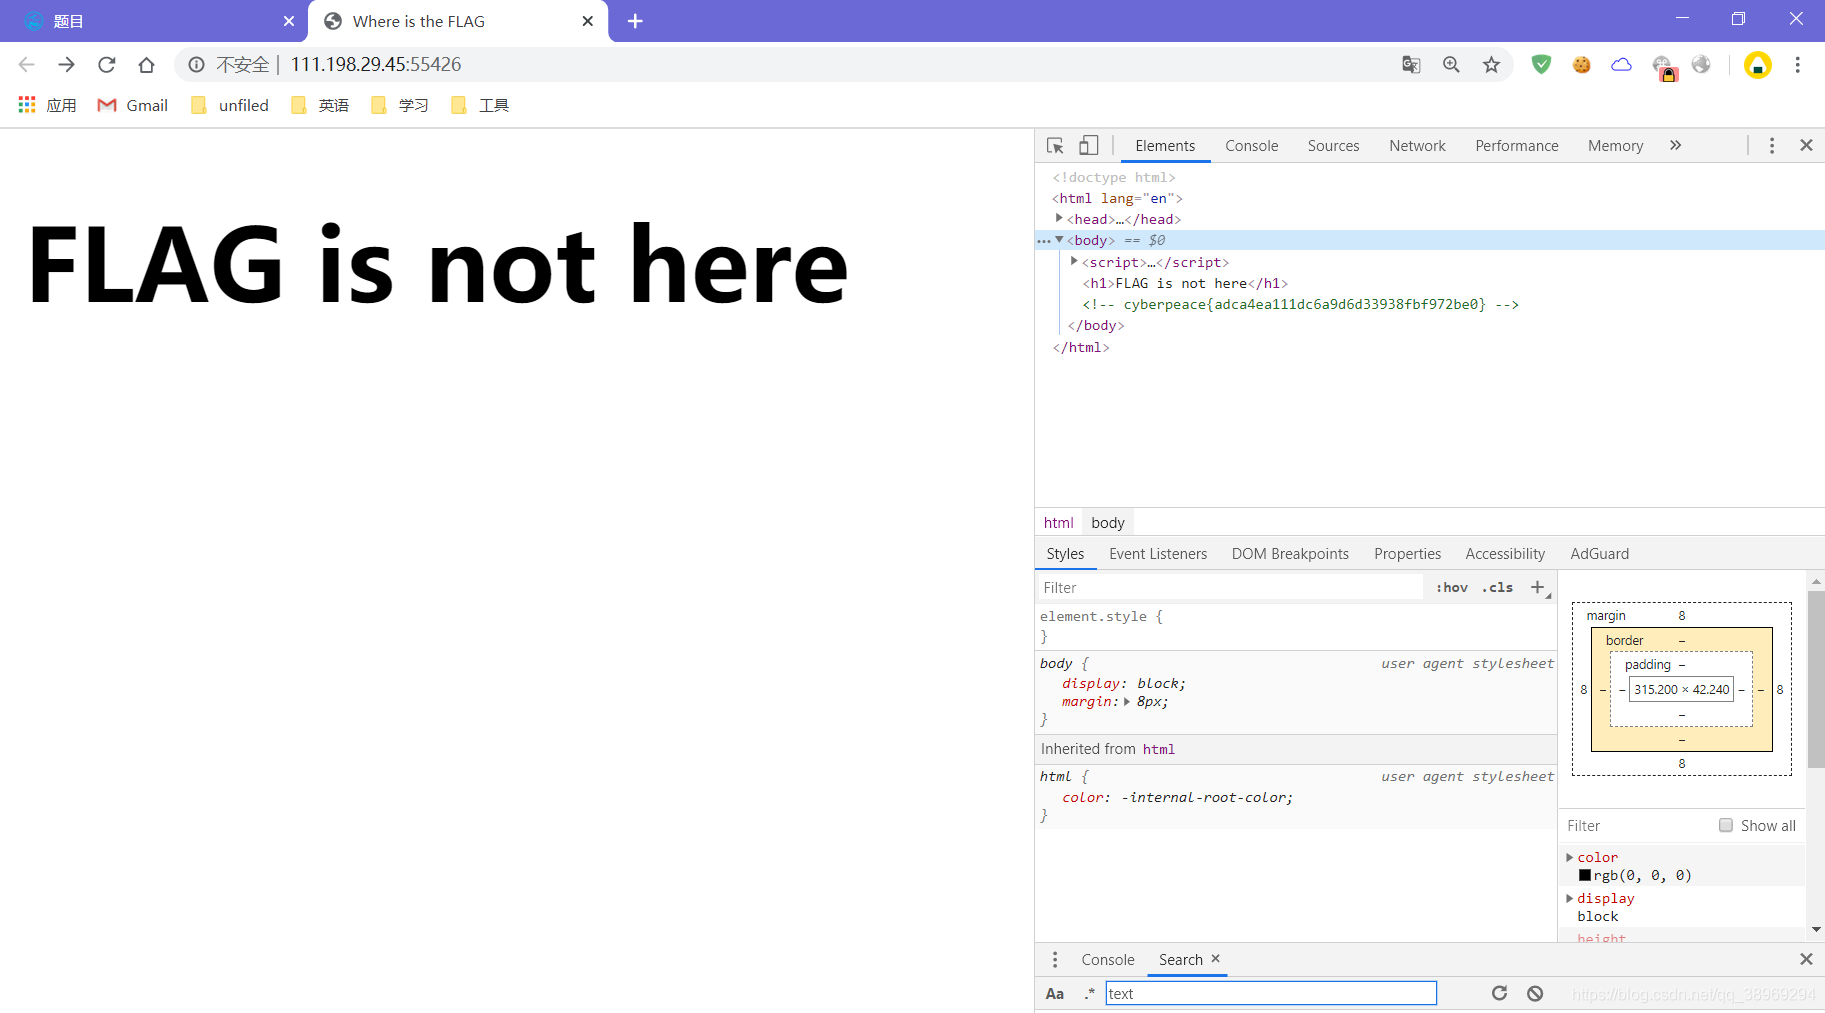 题目
Where is the FLAG
不安全 | 111.198.29.45:55426
应用 Gmail unfiled 英语 学习 工具
FLAG is not here
Elements Console Sources Network Performance Memory »
<!doctype html>
<html lang="en">
<head>…</head>
<body> == $0
<script>…</script>
<h1>FLAG is not here</h1>
<!-- cyberpeace{adca4ea111dc6a9d6d33938fbf972be0} -->
</body>
</html>
html body
Styles Event Listeners DOM Breakpoints Properties Accessibility AdGuard
Filter :hov .cls +
element.style {
}
body { user agent stylesheet
display: block;
margin: 8px;
}
Inherited from html
html { user agent stylesheet
color: -internal-root-color;
}
margin 8
border –
padding –
8 – – 315.200 × 42.240 – – 8
–
–
8
Filter Show all
color
rgb(0, 0, 0)
display
block
height
Console Search
Aa .* text
https://blog.csdn.net/qq_38969294